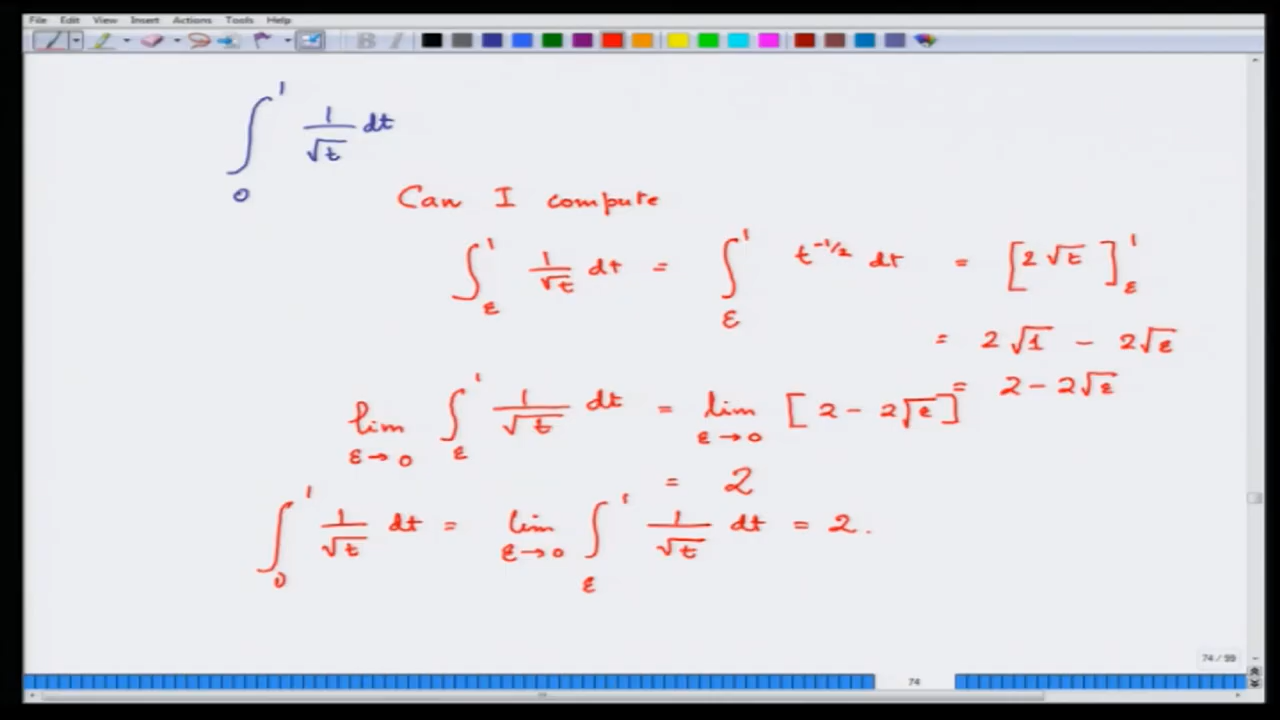 File Edit View Insert Actions Tools Help
∫₀¹ 1/√t dt
Can I compute
∫_ε¹ 1/√t dt = ∫_ε¹ t^{-1/2} dt = [2√t]_ε¹
= 2√1 - 2√ε
= 2 - 2√ε
lim_{ε→0} ∫_ε¹ 1/√t dt = lim_{ε→0} [2 - 2√ε]
= 2
∫₀¹ 1/√t dt = lim_{ε→0} ∫_ε¹ 1/√t dt = 2.
74 / 99
74